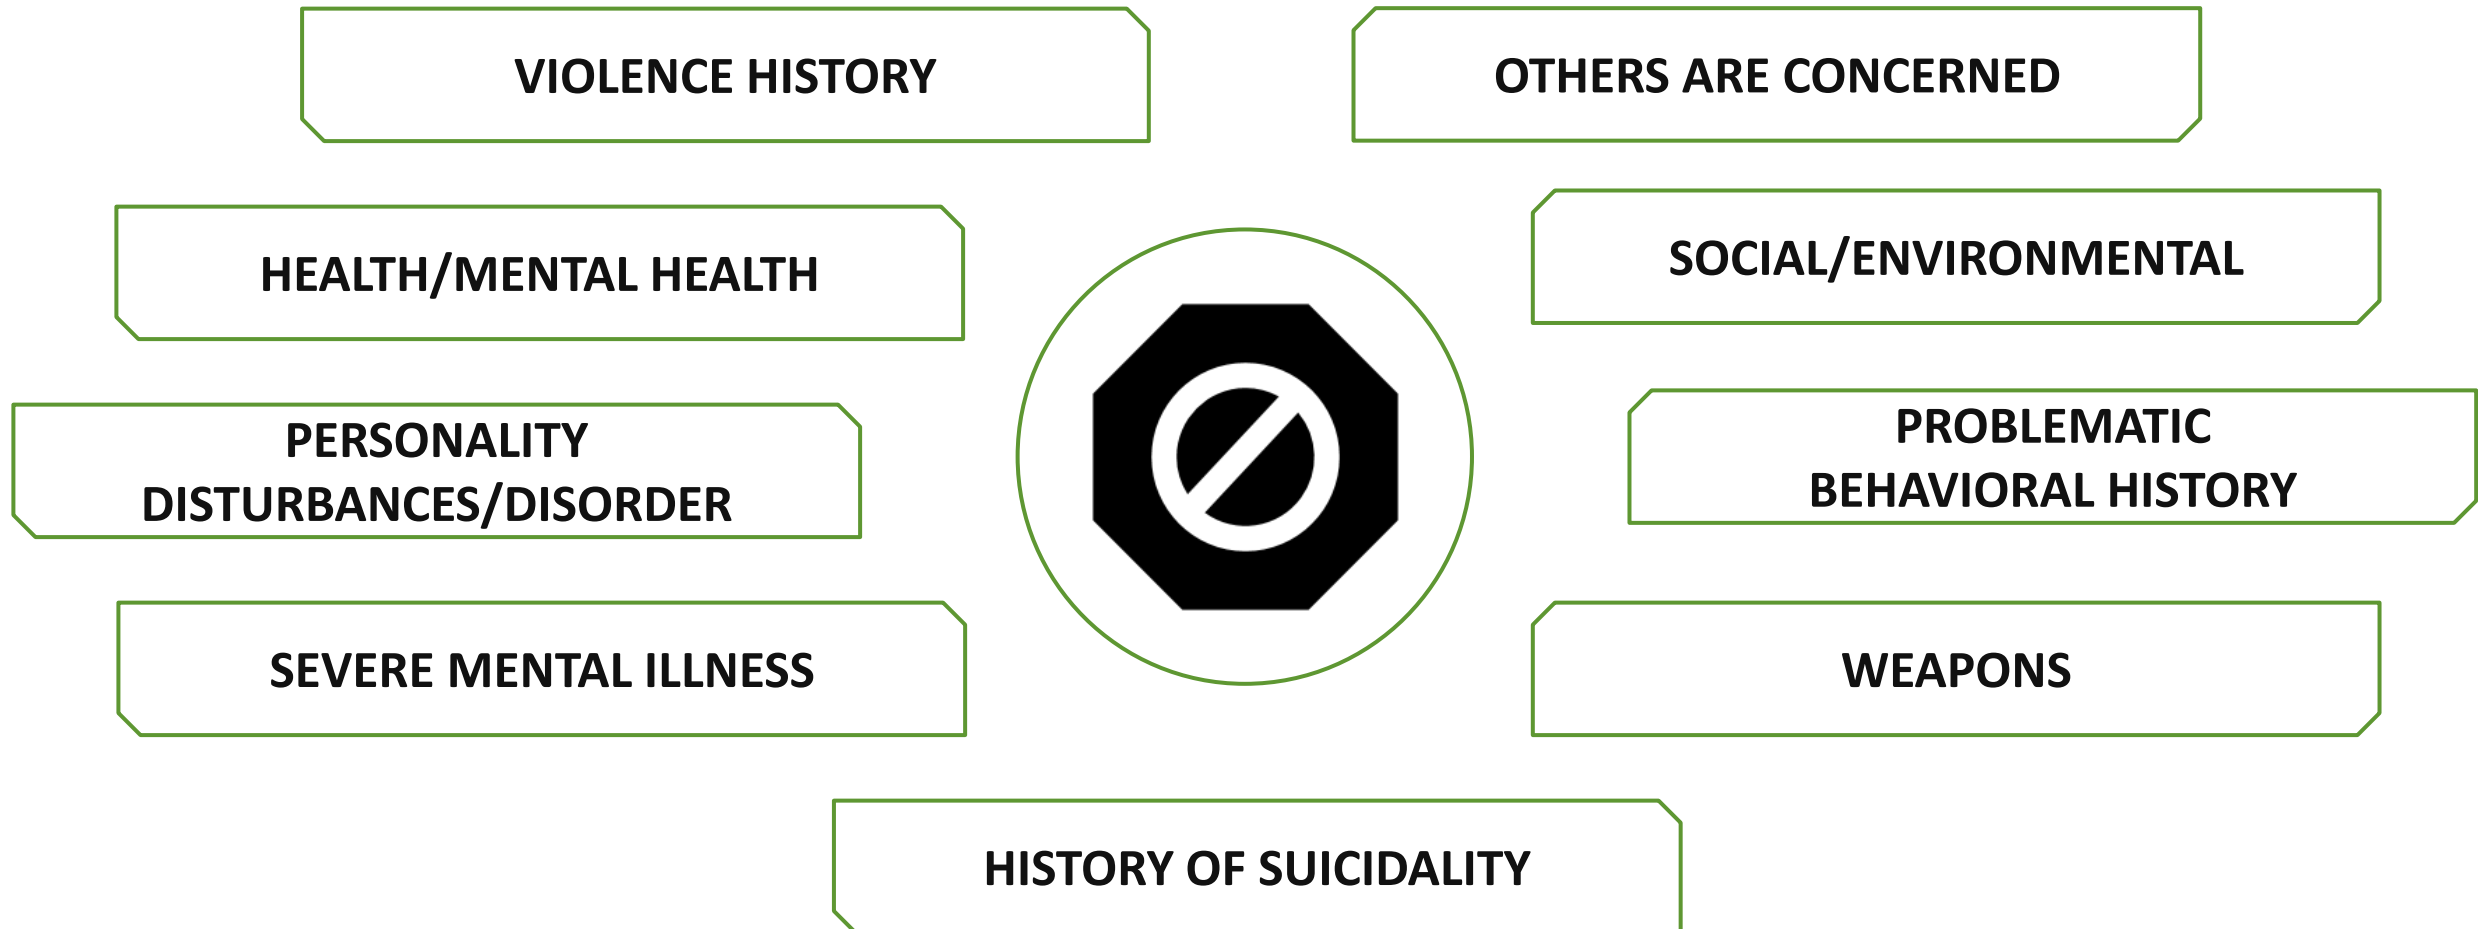 VIOLENCE HISTORY
OTHERS ARE CONCERNED
HEALTH/MENTAL HEALTH
SOCIAL/ENVIRONMENTAL
PERSONALITY
DISTURBANCES/DISORDER
PROBLEMATIC
BEHAVIORAL HISTORY
SEVERE MENTAL ILLNESS
WEAPONS
HISTORY OF SUICIDALITY